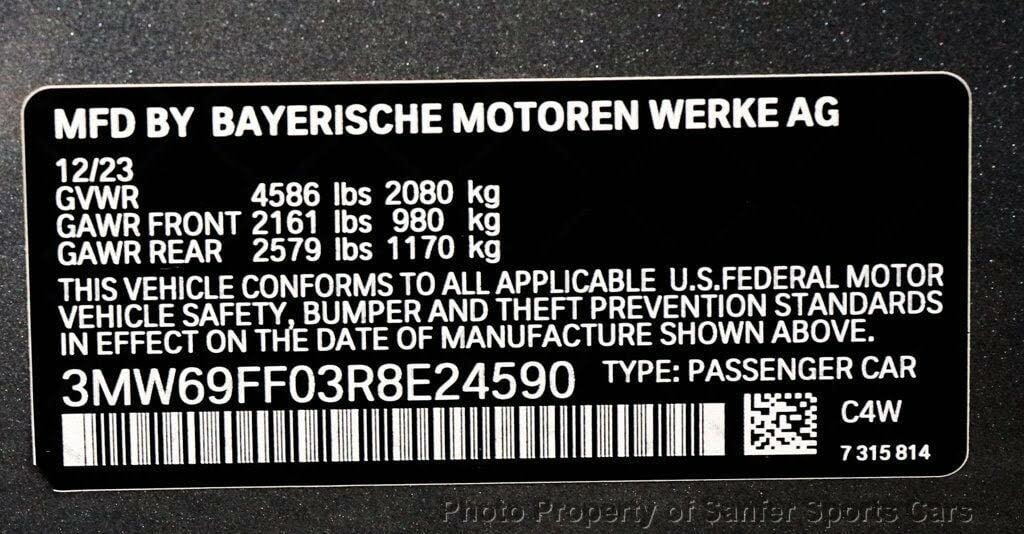 MFD BY BAYERISCHE MOTOREN WERKE AG
12/23
GVWR 4586 lbs 2080 kg
GAWR FRONT 2161 lbs 980 kg
GAWR REAR 2579 lbs 1170 kg
THIS VEHICLE CONFORMS TO ALL APPLICABLE U.S.FEDERAL MOTOR
VEHICLE SAFETY, BUMPER AND THEFT PREVENTION STANDARDS
IN EFFECT ON THE DATE OF MANUFACTURE SHOWN ABOVE.
3MW69FF03R8E24590 TYPE: PASSENGER CAR
C4W
7 315 814
Photo Property of Sanfer Sports Cars